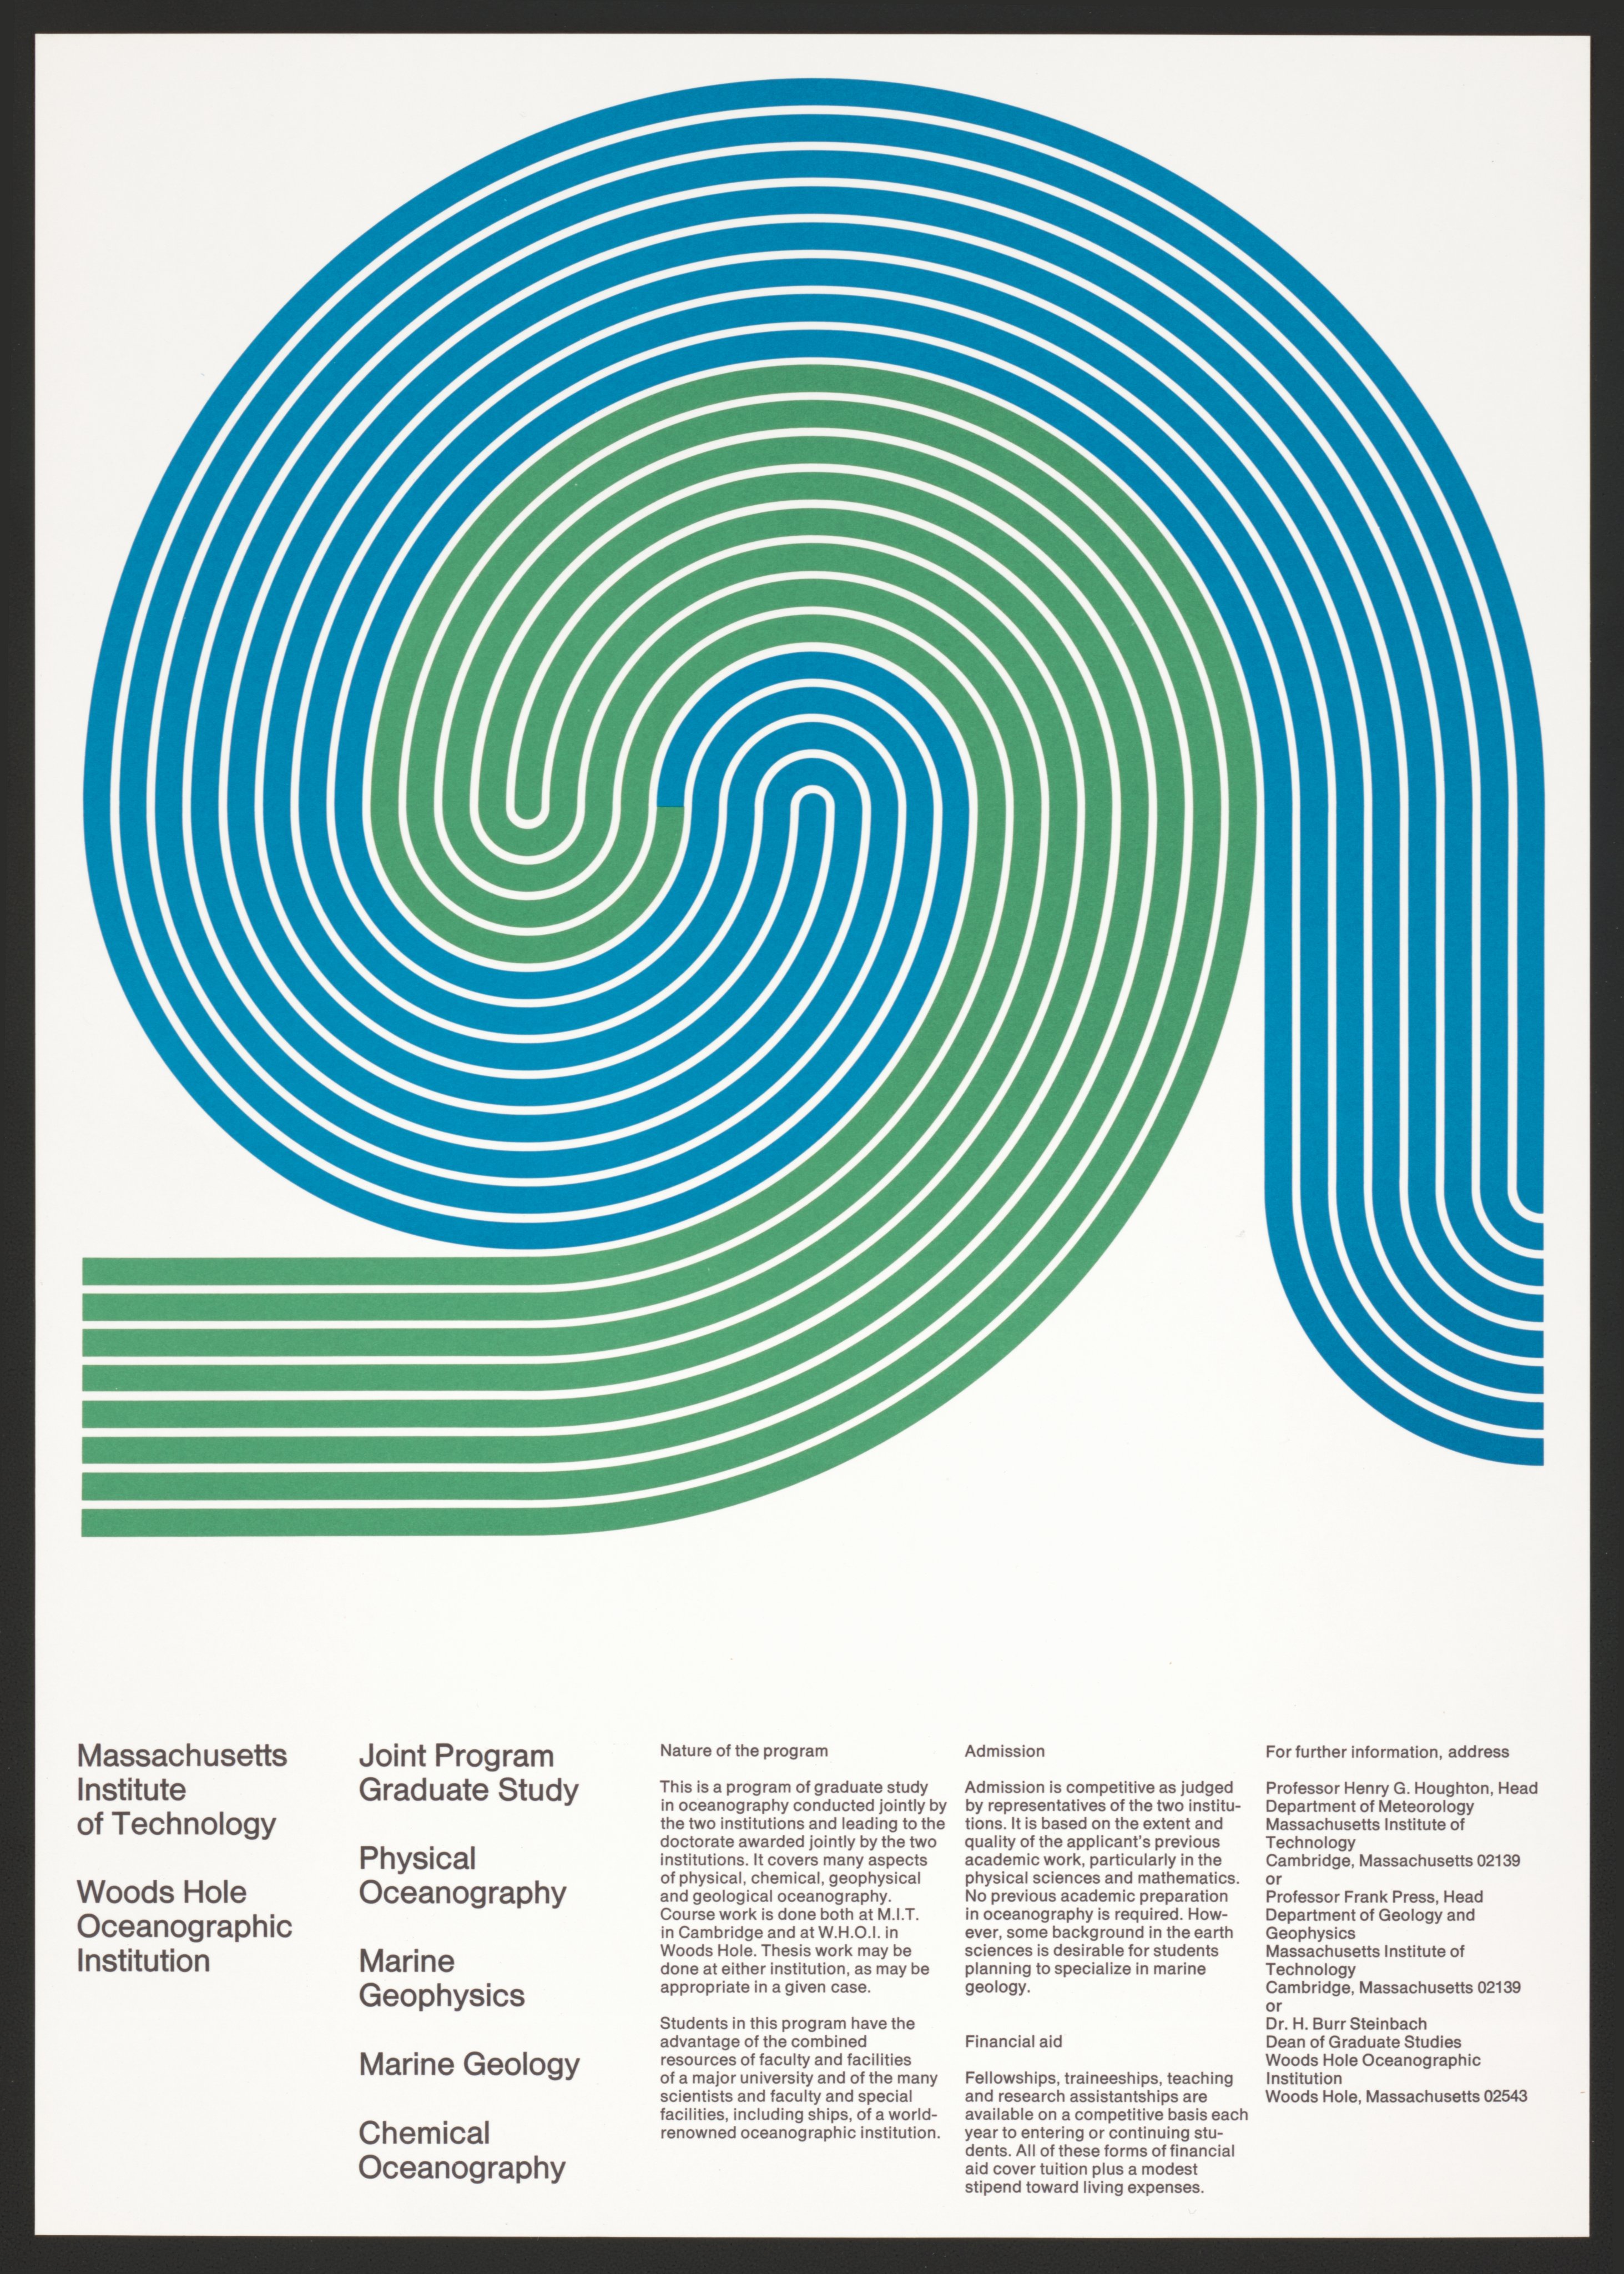 Massachusetts
Institute
of Technology
Woods Hole
Oceanographic
Institution
Joint Program
Graduate Study
Physical
Oceanography
Marine
Geophysics
Marine Geology
Chemical
Oceanography
Nature of the program
This is a program of graduate study
in oceanography conducted jointly by
the two institutions and leading to the
doctorate awarded jointly by the two
institutions. It covers many aspects
of physical, chemical, geophysical
and geological oceanography.
Course work is done both at M.I.T.
in Cambridge and at W.H.O.I. in
Woods Hole. Thesis work may be
done at either institution, as may be
appropriate in a given case.
Students in this program have the
advantage of the combined
resources of faculty and facilities
of a major university and of the many
scientists and faculty and special
facilities, including ships, of a world-
renowned oceanographic institution.
Admission
Admission is competitive as judged
by representatives of the two institu-
tions. It is based on the extent and
quality of the applicant's previous
academic work, particularly in the
physical sciences and mathematics.
No previous academic preparation
in oceanography is required. How-
ever, some background in the earth
sciences is desirable for students
planning to specialize in marine
geology.
Financial aid
Fellowships, traineeships, teaching
and research assistantships are
available on a competitive basis each
year to entering or continuing stu-
dents. All of these forms of financial
aid cover tuition plus a modest
stipend toward living expenses.
For further information, address
Professor Henry G. Houghton, Head
Department of Meteorology
Massachusetts Institute of
Technology
Cambridge, Massachusetts 02139
or
Professor Frank Press, Head
Department of Geology and
Geophysics
Massachusetts Institute of
Technology
Cambridge, Massachusetts 02139
or
Dr. H. Burr Steinbach
Dean of Graduate Studies
Woods Hole Oceanographic
Institution
Woods Hole, Massachusetts 02543